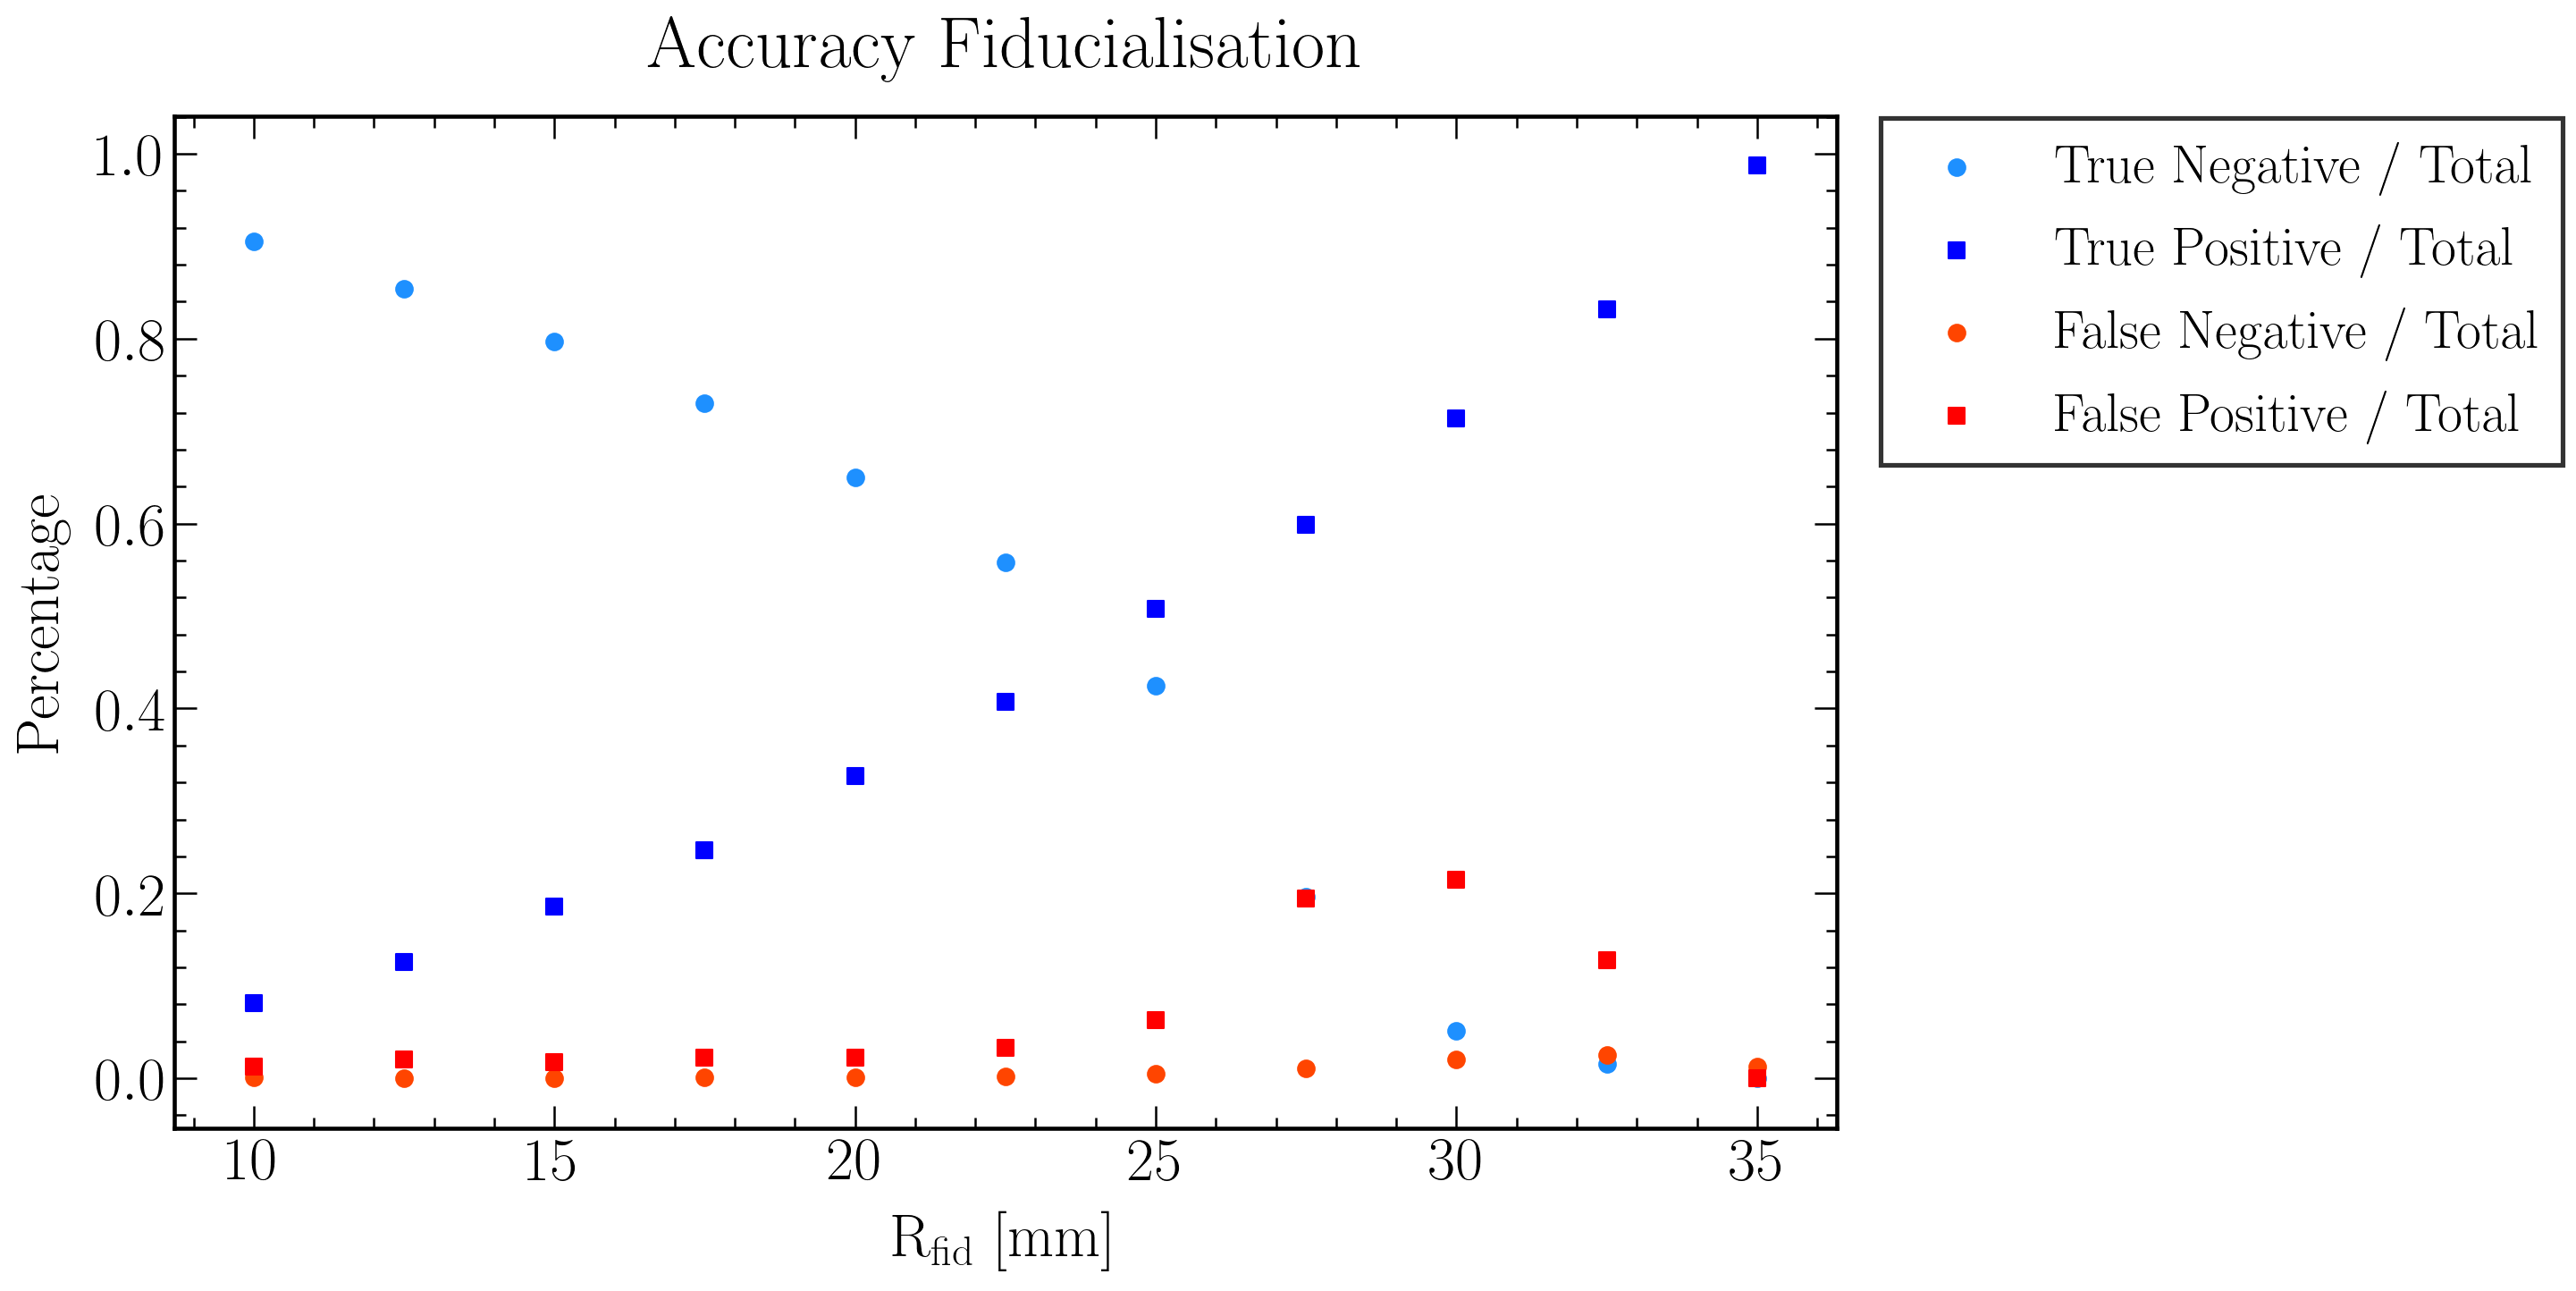 Accuracy Fiducialisation
1.0
0.8
0.6
0.4
0.2
0.0
Percentage
10 15 20 25 30 35
R_fid [mm]
True Negative / Total
True Positive / Total
False Negative / Total
False Positive / Total